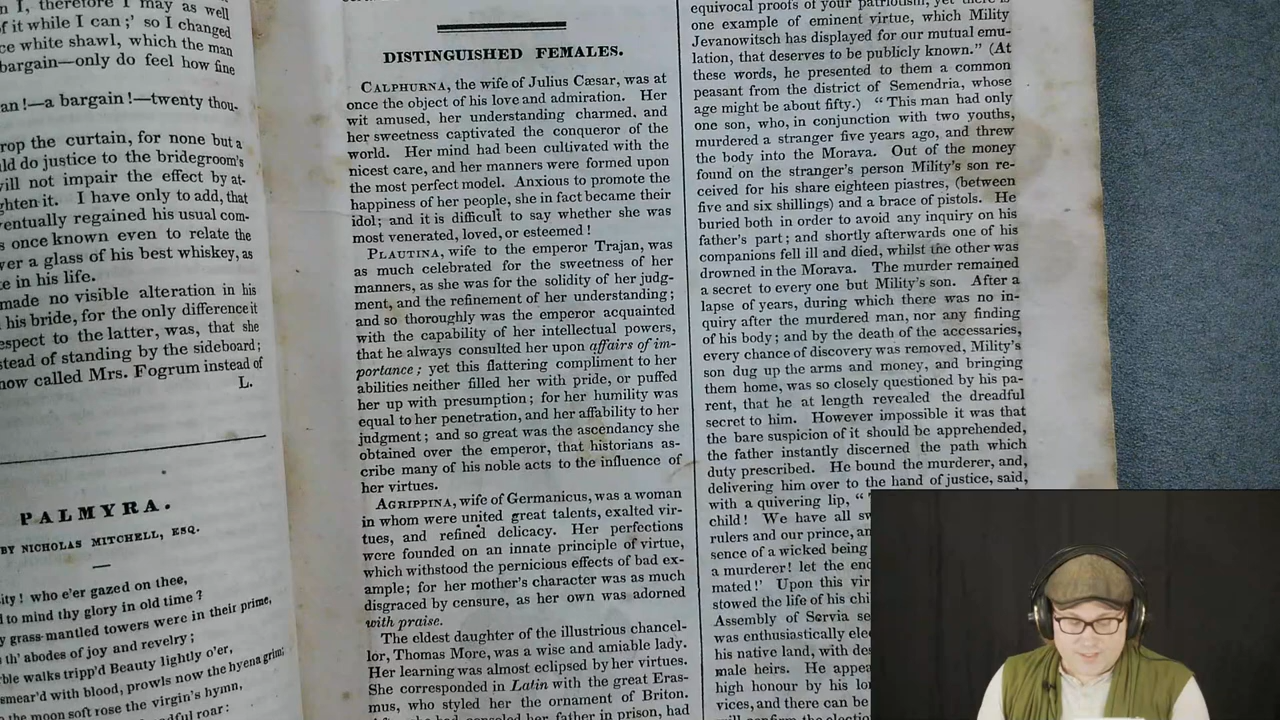 n I, therefore I may as well
f it while I can;' so I changed
ce white shawl, which the man
bargain—only do feel how fine
an!—a bargain!—twenty thou-
rop the curtain, for none but a
ld do justice to the bridegroom's
vill not impair the effect by at-
ghten it. I have only to add, that
ventually regained his usual com-
s once known even to relate the
ver a glass of his best whiskey, as
te in his life.
made no visible alteration in his
his bride, for the only difference it
espect to the latter, was, that she
stead of standing by the sideboard;
now called Mrs. Fogrum instead of
L.
PALMYRA.
BY NICHOLAS MITCHELL, ESQ.
ity! who e'er gazed on thee,
d to mind thy glory in old time?
y grass-mantled towers were in their prime,
th' abodes of joy and revelry;
ble walks tripp'd Beauty lightly o'er,
smear'd with blood, prowls now the hyena grim;
the moon soft rose the virgin's hymn,
adful roar:
DISTINGUISHED FEMALES.
CALPHURNA, the wife of Julius Cæsar, was at
once the object of his love and admiration. Her
wit amused, her understanding charmed, and
her sweetness captivated the conqueror of the
world. Her mind had been cultivated with the
nicest care, and her manners were formed upon
the most perfect model. Anxious to promote the
happiness of her people, she in fact became their
idol; and it is difficult to say whether she was
most venerated, loved, or esteemed!
PLAUTINA, wife to the emperor Trajan, was
as much celebrated for the sweetness of her
manners, as she was for the solidity of her judg-
ment, and the refinement of her understanding;
and so thoroughly was the emperor acquainted
with the capability of her intellectual powers,
that he always consulted her upon affairs of im-
portance; yet this flattering compliment to her
abilities neither filled her with pride, or puffed
her up with presumption; for her humility was
equal to her penetration, and her affability to her
judgment; and so great was the ascendancy she
obtained over the emperor, that historians as-
cribe many of his noble acts to the influence of
her virtues.
AGRIPPINA, wife of Germanicus, was a woman
in whom were united great talents, exalted vir-
tues, and refined delicacy. Her perfections
were founded on an innate principle of virtue,
which withstood the pernicious effects of bad ex-
ample; for her mother's character was as much
disgraced by censure, as her own was adorned
with praise.
The eldest daughter of the illustrious chancel-
lor, Thomas More, was a wise and amiable lady.
Her learning was almost eclipsed by her virtues.
She corresponded in Latin with the great Eras-
mus, who styled her the ornament of Briton.
After she had consoled her father in prison, had
equivocal proofs of your patriotism, yet there is
one example of eminent virtue, which Mility
Jevanowitsch has displayed for our mutual emu-
lation, that deserves to be publicly known." (At
these words, he presented to them a common
peasant from the district of Semendria, whose
age might be about fifty.) "This man had only
one son, who, in conjunction with two youths,
murdered a stranger five years ago, and threw
the body into the Morava. Out of the money
found on the stranger's person Mility's son re-
ceived for his share eighteen piastres, (between
five and six shillings) and a brace of pistols. He
buried both in order to avoid any inquiry on his
father's part; and shortly afterwards one of his
companions fell ill and died, whilst the other was
drowned in the Morava. The murder remained
a secret to every one but Mility's son. After a
lapse of years, during which there was no in-
quiry after the murdered man, nor any finding
of his body; and by the death of the accessaries,
every chance of discovery was removed, Mility's
son dug up the arms and money, and bringing
them home, was so closely questioned by his pa-
rent, that he at length revealed the dreadful
secret to him. However impossible it was that
the bare suspicion of it should be apprehended,
the father instantly discerned the path which
duty prescribed. He bound the murderer, and,
delivering him over to the hand of justice, said,
with a quivering lip, "
child! We have all sw
rulers and our prince, an
sence of a wicked being
a murderer! let the end
mated!' Upon this vir
stowed the life of his chi
Assembly of Servia se
was enthusiastically elec
his native land, with des
male heirs. He appea
high honour by his lo
vices, and there can be